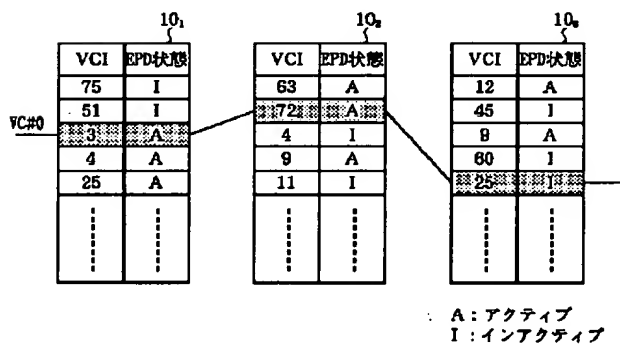 10₁ 10₂ 10₃
VCI EPD状態 VCI EPD状態 VCI EPD状態
75 I 63 A 12 A
51 I 72 A 45 I
VC#0 3 A 4 I 9 A
4 A 9 A 60 I
25 A 11 I 25 I
A：アクティブ
I：インアクティブ